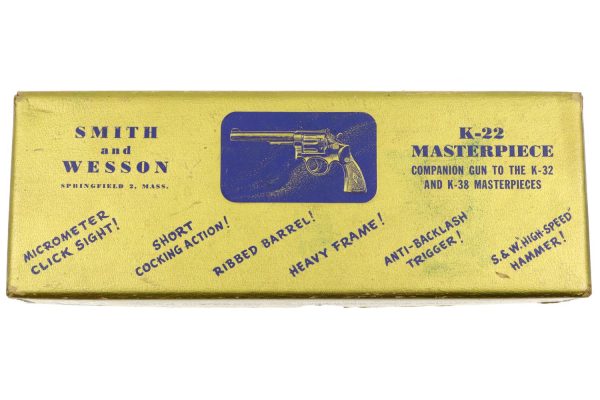 SMITH
and
WESSON
SPRINGFIELD 2, MASS.
K-22
MASTERPIECE
COMPANION GUN TO THE K-32
AND K-38 MASTERPIECES
MICROMETER
CLICK SIGHT!
SHORT
COCKING ACTION!
RIBBED BARREL!
HEAVY FRAME!
ANTI-BACKLASH
TRIGGER!
S.&W. "HIGH-SPEED"
HAMMER!